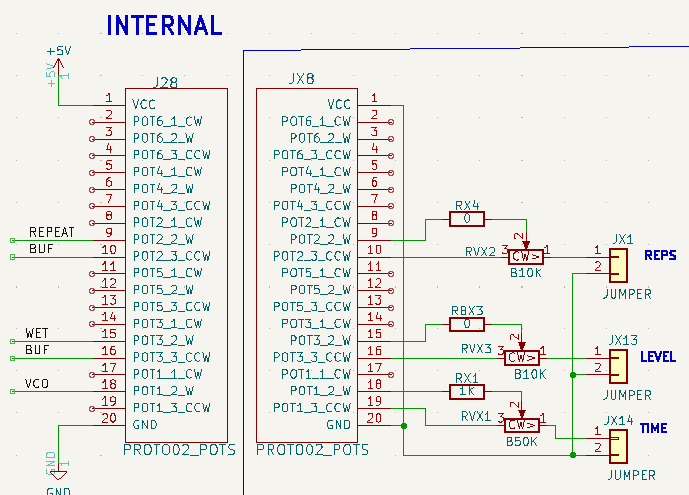 INTERNAL
+5V
+5V
1
J28
1 VCC
2 POT6_1_CW
3 POT6_2_W
4 POT6_3_CCW
5 POT4_1_CW
6 POT4_2_W
7 POT4_3_CCW
8 POT2_1_CW
REPEAT 9 POT2_2_W
BUF 10 POT2_3_CCW
11 POT5_1_CW
12 POT5_2_W
13 POT5_3_CCW
14 POT3_1_CW
WET 15 POT3_2_W
BUF 16 POT3_3_CCW
17 POT1_1_CW
VCO 18 POT1_2_W
19 POT1_3_CCW
20 GND
PROTO02_POTS
GND
1
GND
JX8
VCC 1
POT6_1_CW 2
POT6_2_W 3
POT6_3_CCW 4
POT4_1_CW 5
POT4_2_W 6
POT4_3_CCW 7
POT2_1_CW 8
POT2_2_W 9
POT2_3_CCW 10
POT5_1_CW 11
POT5_2_W 12
POT5_3_CCW 13
POT3_1_CW 14
POT3_2_W 15
POT3_3_CCW 16
POT1_1_CW 17
POT1_2_W 18
POT1_3_CCW 19
GND 20
PROTO02_POTS
RX4
0
2
RVX2 3 CW> 1
B10K
JX1
1
2
REPS
JUMPER
RBX3
0
2
RVX3 3 CW> 1
B10K
JX13
1
2
LEVEL
JUMPER
RX1
1k
2
RVX1 3 CW> 1
B50K
JX14
1
2
TIME
JUMPER